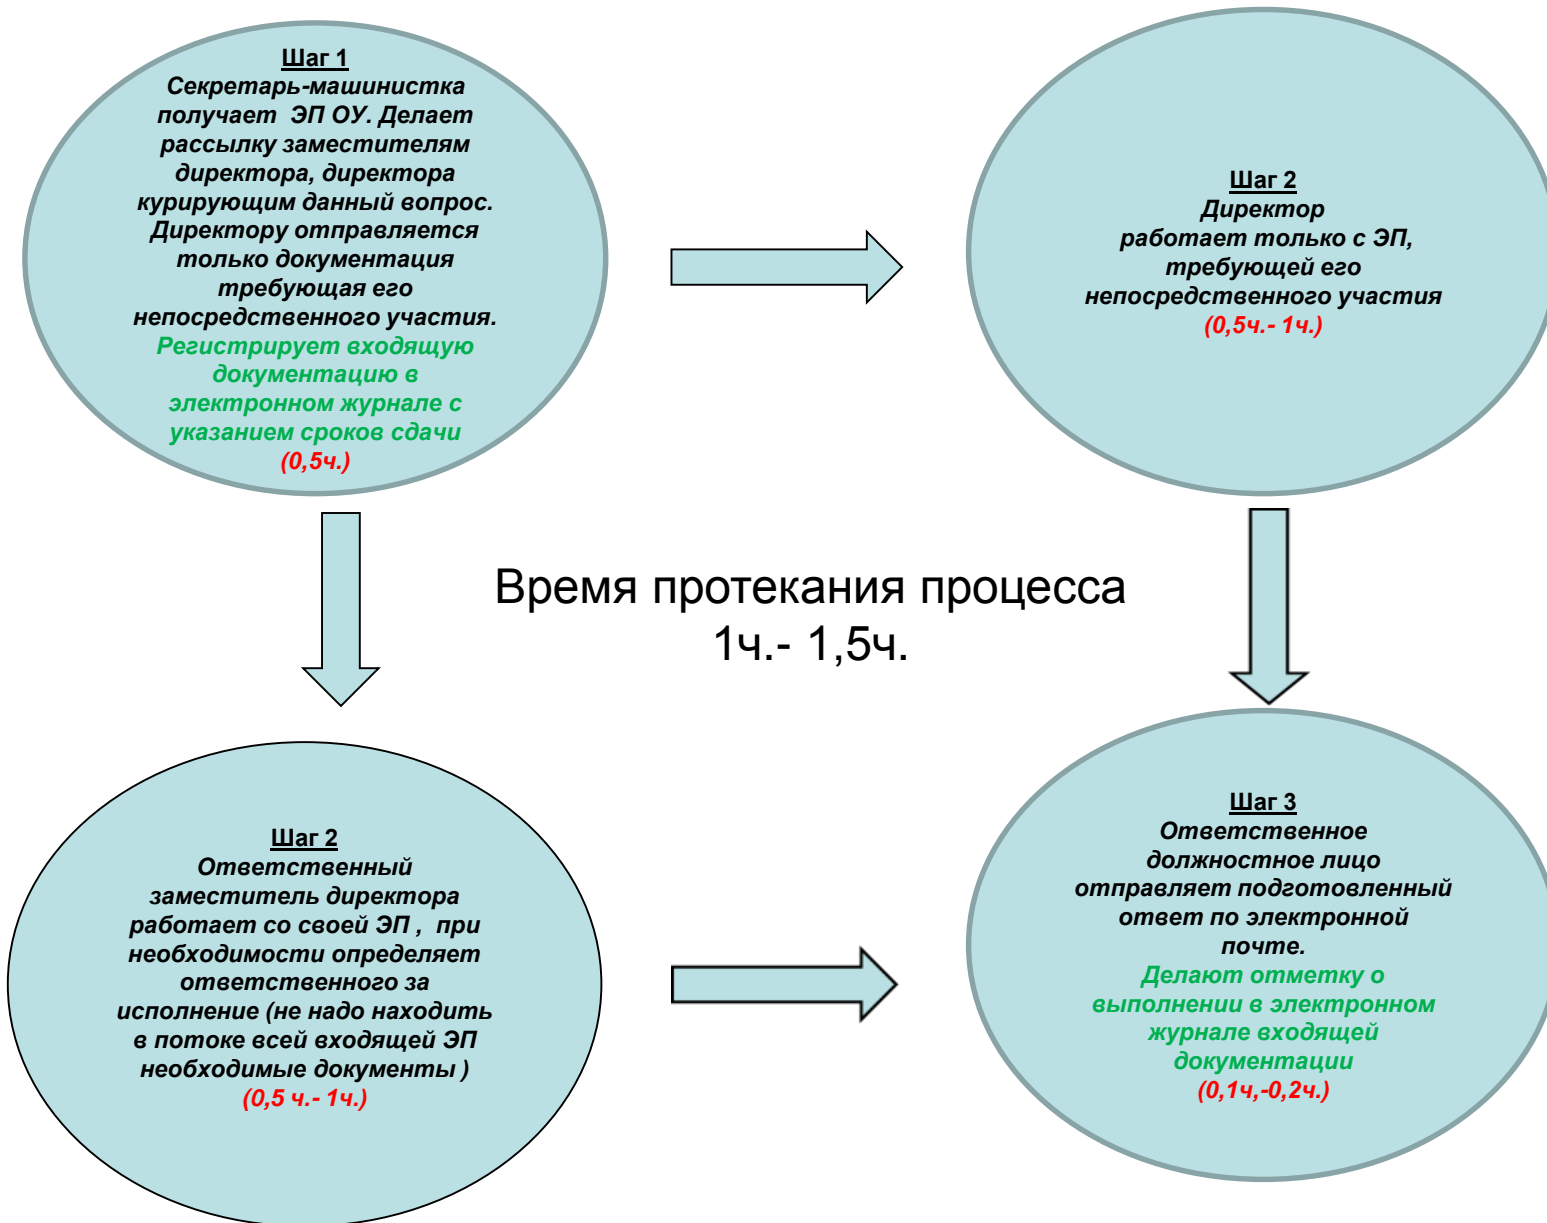 Шаг 1
Секретарь-машинистка
получает ЭП ОУ. Делает
рассылку заместителям
директора, директора
курирующим данный вопрос.
Директору отправляется
только документация
требующая его
непосредственного участия.
Регистрирует входящую
документацию в
электронном журнале с
указанием сроков сдачи
(0,5ч.)
Шаг 2
Директор
работает только с ЭП,
требующей его
непосредственного участия
(0,5ч.- 1ч.)
Время протекания процесса
1ч.- 1,5ч.
Шаг 2
Ответственный
заместитель директора
работает со своей ЭП , при
необходимости определяет
ответственного за
исполнение (не надо находить
в потоке всей входящей ЭП
необходимые документы )
(0,5 ч.- 1ч.)
Шаг 3
Ответственное
должностное лицо
отправляет подготовленный
ответ по электронной
почте.
Делают отметку о
выполнении в электронном
журнале входящей
документации
(0,1ч,-0,2ч.)